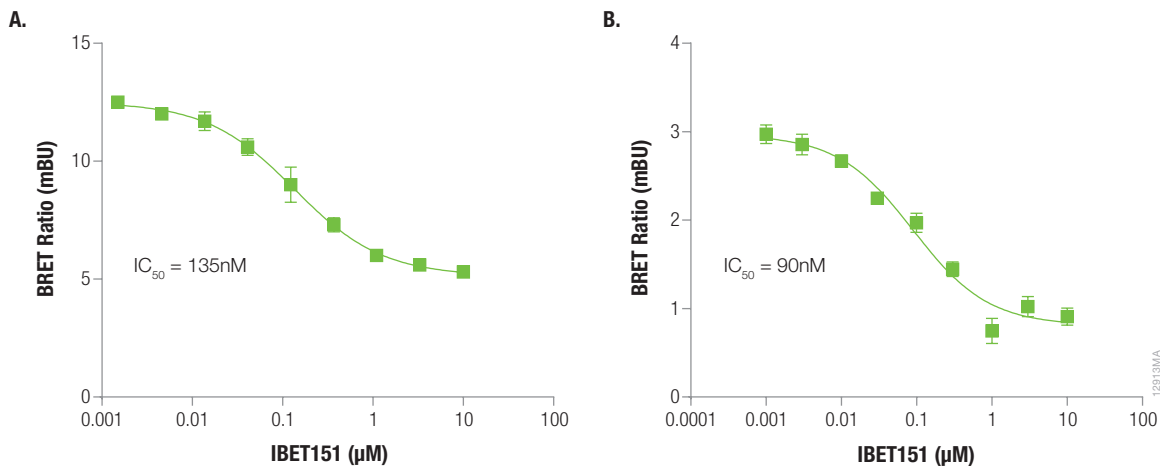 A.
BRET Ratio (mBU)
15
10
5
0
IC50 = 135nM
0.001 0.01 0.1 1 10 100
IBET151 (µM)
B.
BRET Ratio (mBU)
4
3
2
1
0
IC50 = 90nM
0.0001 0.001 0.01 0.1 1 10 100
IBET151 (µM)
12913MA